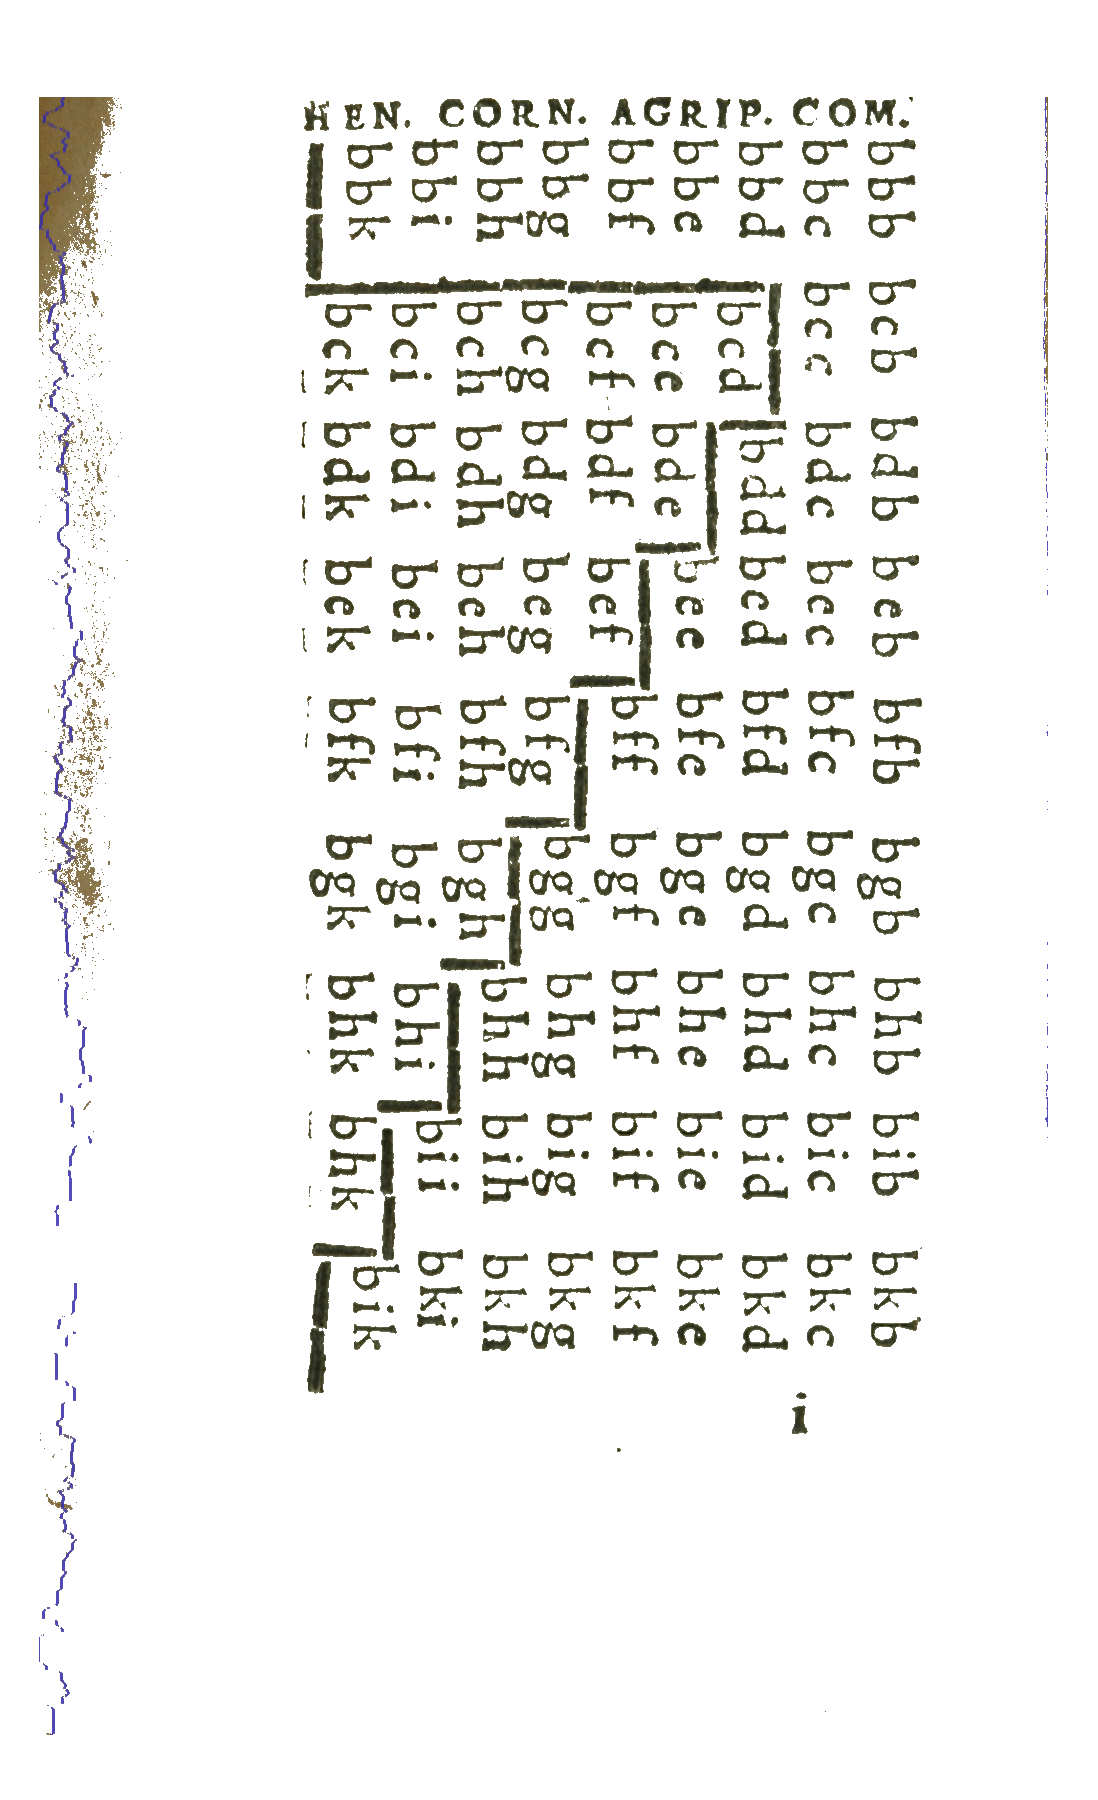 HEN. CORN. AGRIP. COM.
bbb bcb bdb beb bfb bgb bhb bib bkb
bbc bcc bdc bec bfc bgc bhc bic bkc
bbd bcd bdd bed bfd bgd bhd bid bkd
bbe bce bde bee bfe bge bhe bie bke
bbf bcf bdf bef bff bgf bhf bif bkf
bbg bcg bdg beg bfg bgg bhg big bkg
bbh bch bdh beh bfh bgh bhh bih bkh
bbi bci bdi bei bfi bgi bhi bii bki
bbk bck bdk bek bfk bgk bhk bhk bik
i